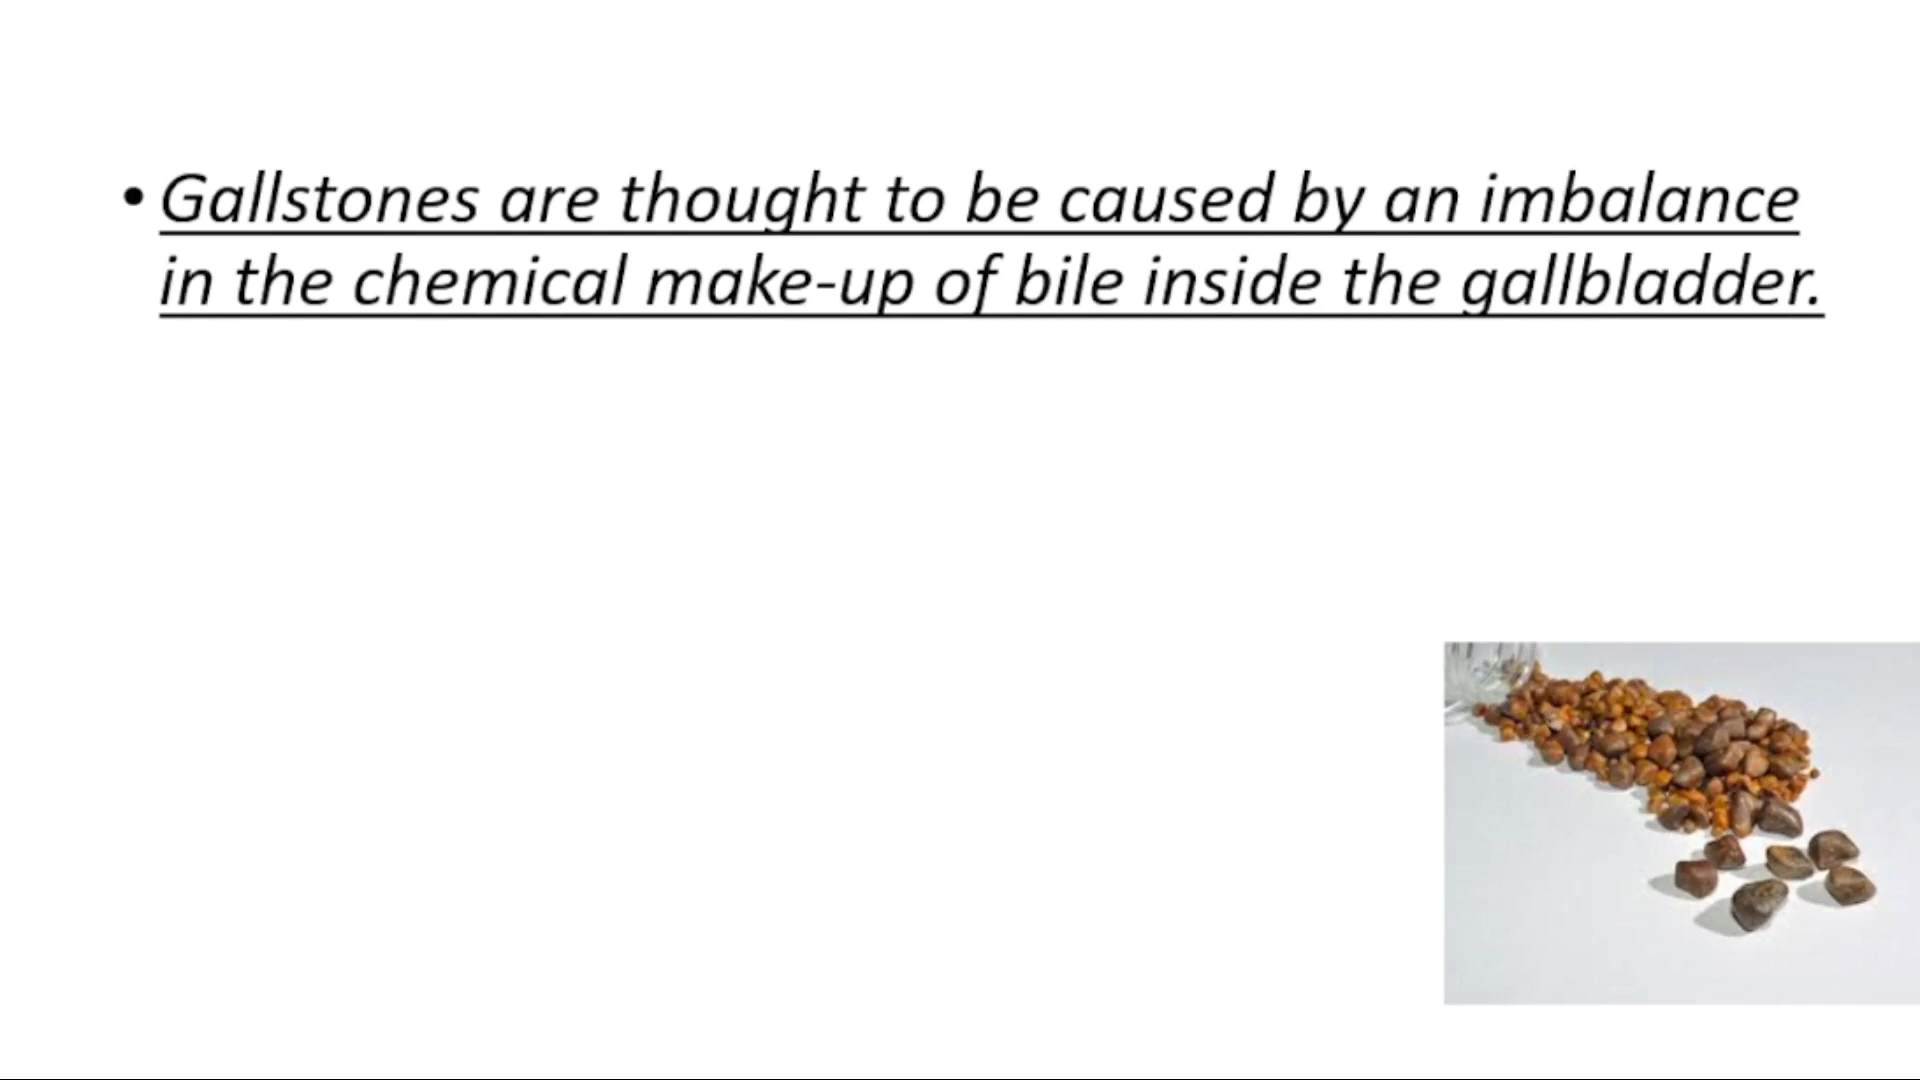 • Gallstones are thought to be caused by an imbalance
in the chemical make-up of bile inside the gallbladder.